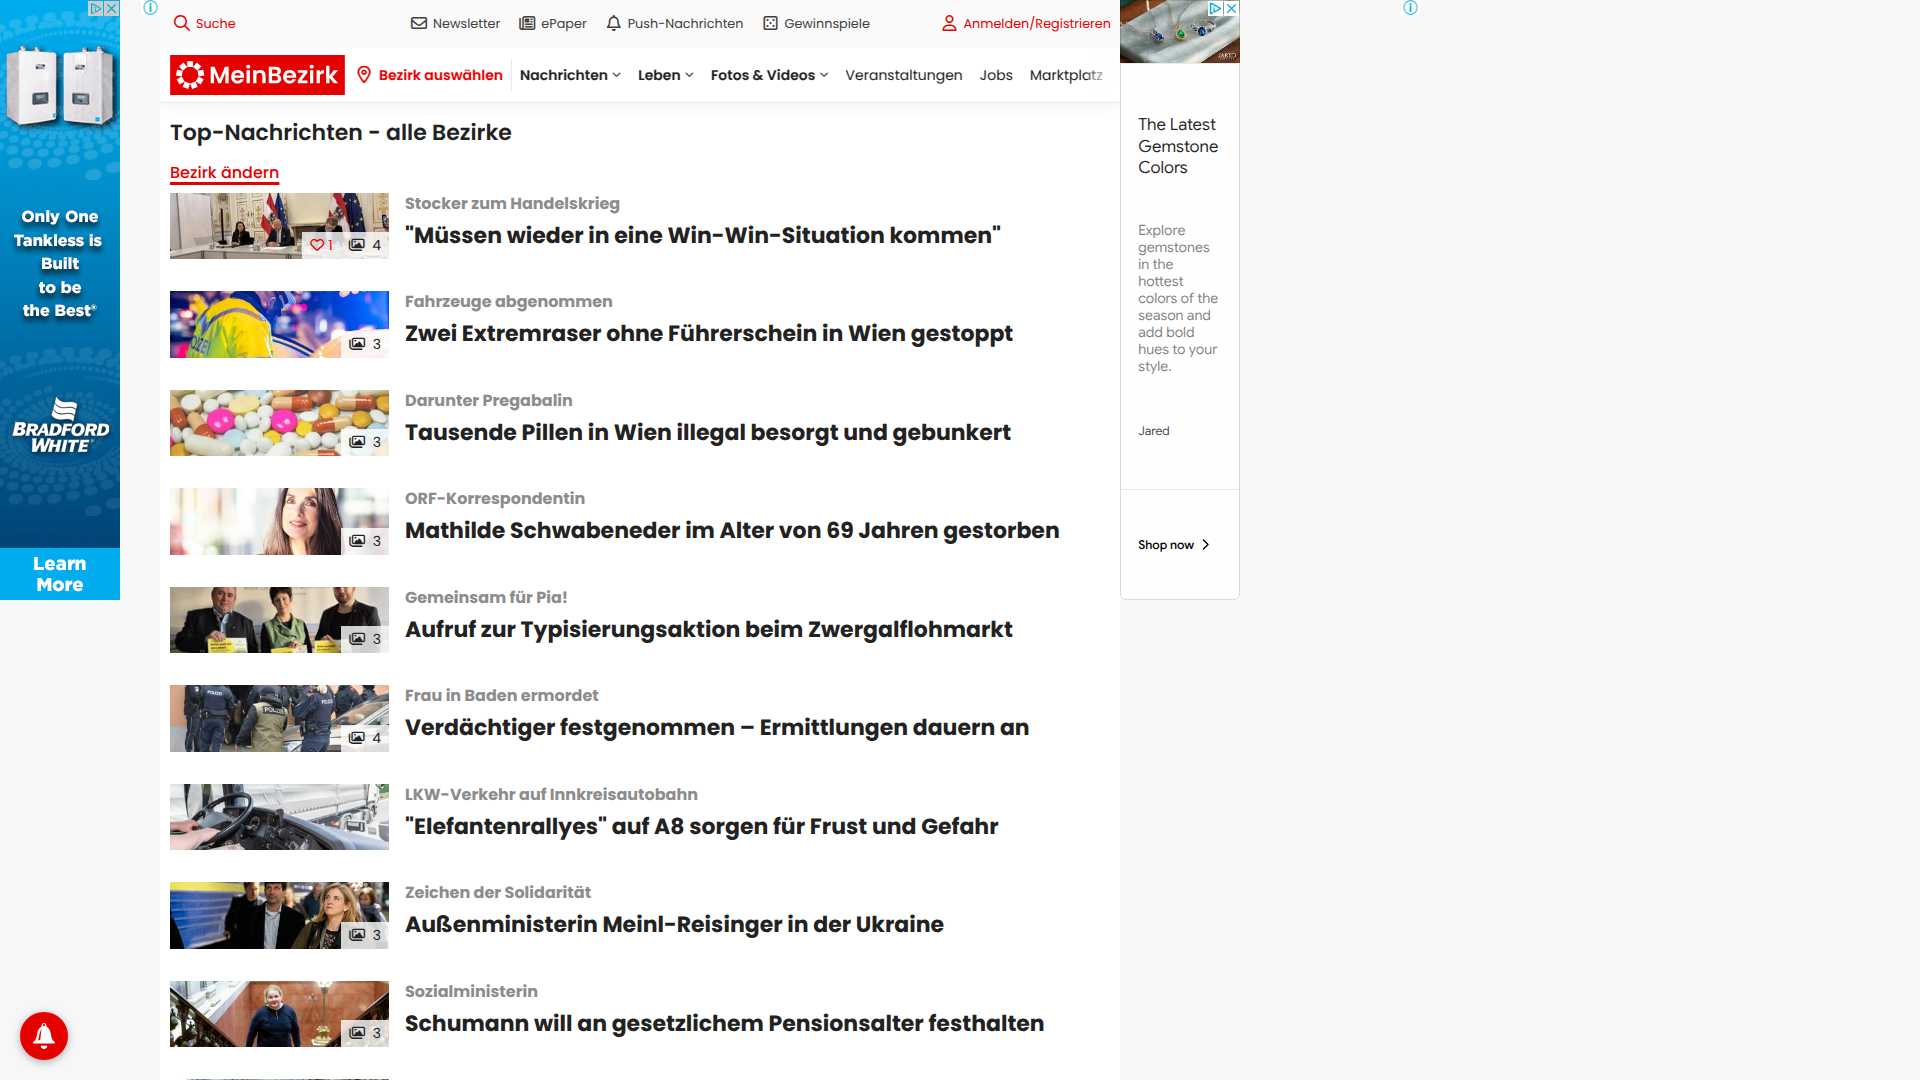 Suche
Newsletter
ePaper
Push-Nachrichten
Gewinnspiele
Anmelden/Registrieren
MeinBezirk
Bezirk auswählen
Nachrichten
Leben
Fotos & Videos
Veranstaltungen
Jobs
Marktplatz
Top-Nachrichten - alle Bezirke
Bezirk ändern
Stocker zum Handelskrieg
"Müssen wieder in eine Win-Win-Situation kommen"
1
4
Fahrzeuge abgenommen
Zwei Extremraser ohne Führerschein in Wien gestoppt
3
Darunter Pregabalin
Tausende Pillen in Wien illegal besorgt und gebunkert
3
ORF-Korrespondentin
Mathilde Schwabeneder im Alter von 69 Jahren gestorben
3
Gemeinsam für Pia!
Aufruf zur Typisierungsaktion beim Zwergalflohmarkt
3
Frau in Baden ermordet
Verdächtiger festgenommen – Ermittlungen dauern an
POLIZEI
4
LKW-Verkehr auf Innkreisautobahn
"Elefantenrallyes" auf A8 sorgen für Frust und Gefahr
Zeichen der Solidarität
Außenministerin Meinl-Reisinger in der Ukraine
3
Sozialministerin
Schumann will an gesetzlichem Pensionsalter festhalten
3
Only One
Tankless is
Built
to be
the Best®
BRADFORD
WHITE
Learn
More
JARED
The Latest
Gemstone
Colors
Explore
gemstones
in the
hottest
colors of the
season and
add bold
hues to your
style.
Jared
Shop now